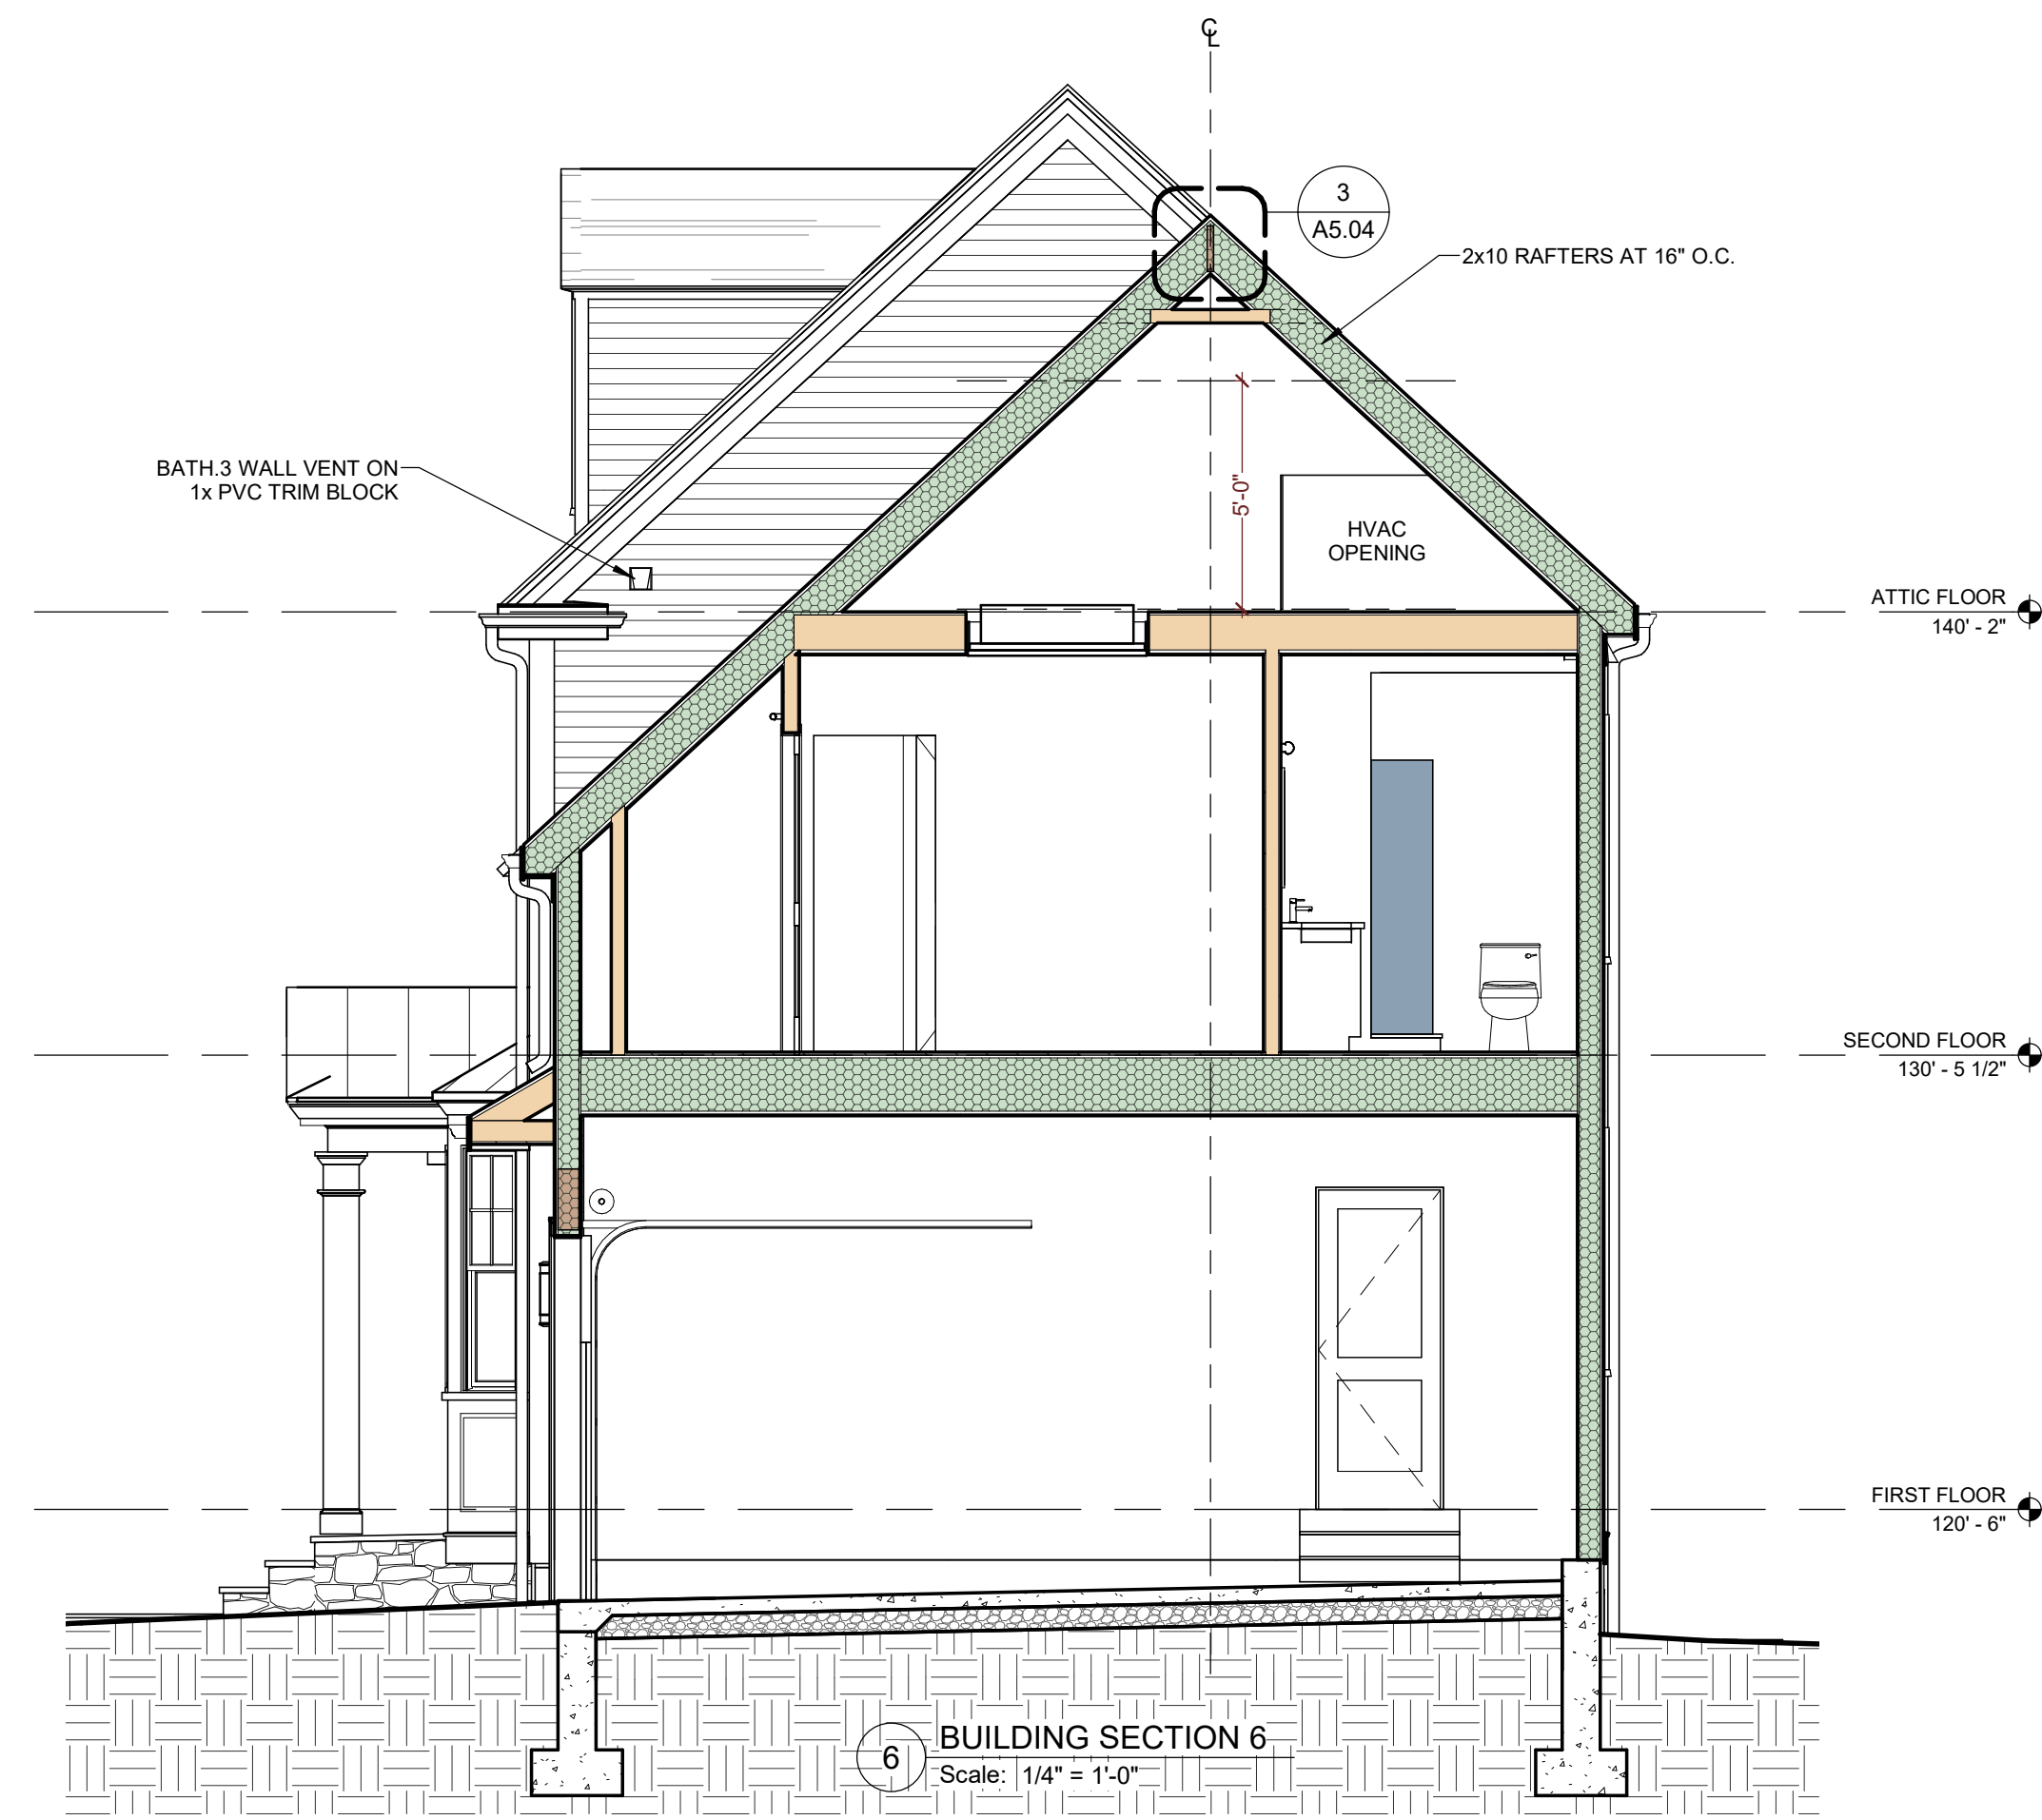 ℄
3
A5.04
2x10 RAFTERS AT 16" O.C.
BATH.3 WALL VENT ON
1x PVC TRIM BLOCK
5'-0"
HVAC
OPENING
ATTIC FLOOR
140' - 2"
SECOND FLOOR
130' - 5 1/2"
FIRST FLOOR
120' - 6"
6
BUILDING SECTION 6
Scale: 1/4" = 1'-0"